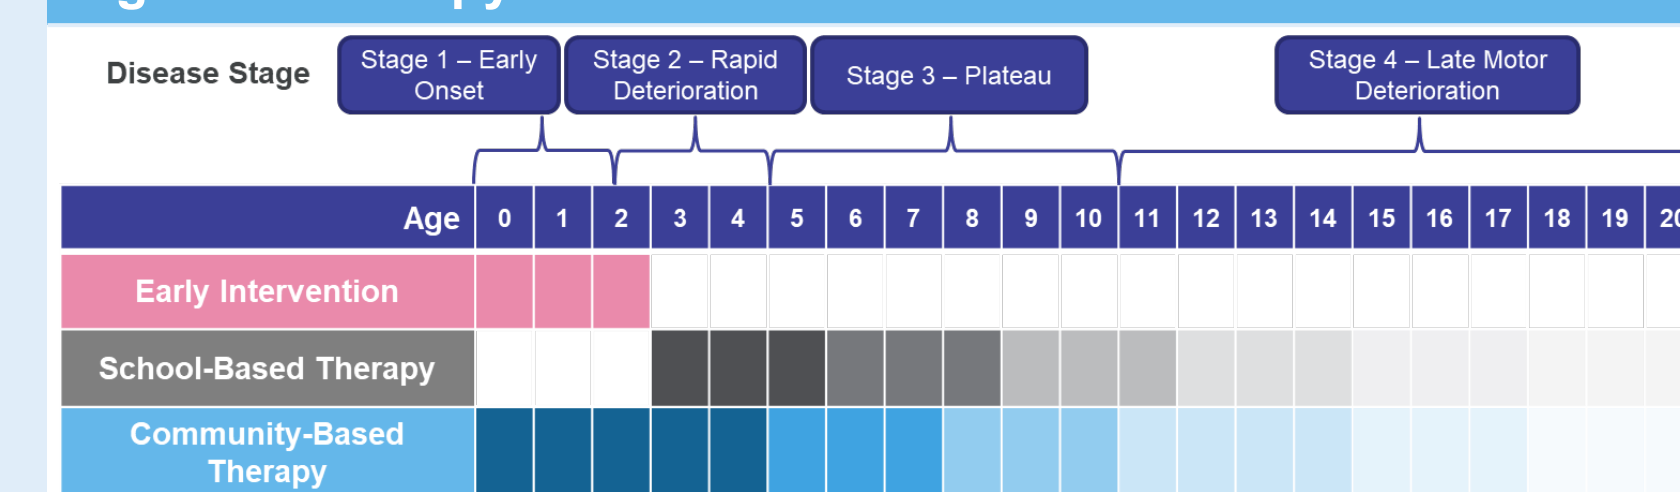 Disease Stage
Stage 1 – Early
Onset
Stage 2 – Rapid
Deterioration
Stage 3 – Plateau
Stage 4 – Late Motor
Deterioration
Age 0 1 2 3 4 5 6 7 8 9 10 11 12 13 14 15 16 17 18 19 20
Early Intervention
School-Based Therapy
Community-Based
Therapy